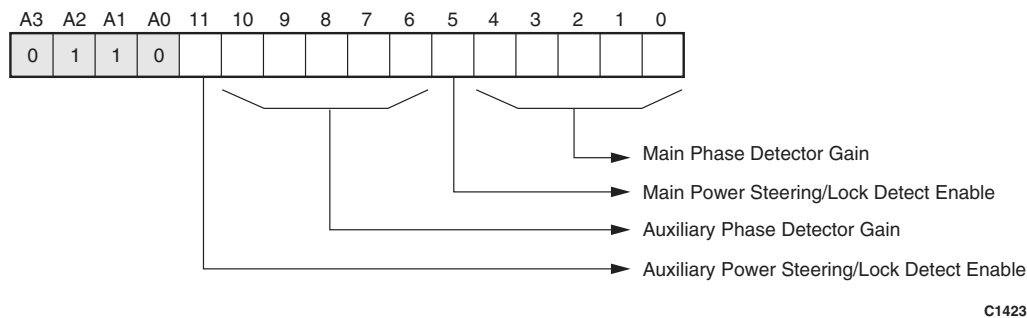 A3 A2 A1 A0 11 10 9 8 7 6 5 4 3 2 1 0
0 1 1 0
Main Phase Detector Gain
Main Power Steering/Lock Detect Enable
Auxiliary Phase Detector Gain
Auxiliary Power Steering/Lock Detect Enable
C1423